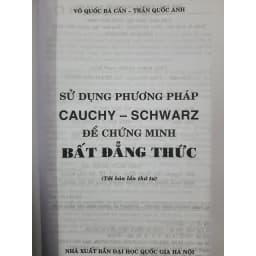 VÕ QUỐC BÁ CẨN - TRẦN QUỐC ANH
SỬ DỤNG PHƯƠNG PHÁP
CAUCHY – SCHWARZ
ĐỂ CHỨNG MINH
BẤT ĐẲNG THỨC
(Tái bản lần thứ tư)
NHÀ XUẤT BẢN ĐẠI HỌC QUỐC GIA HÀ NỘI